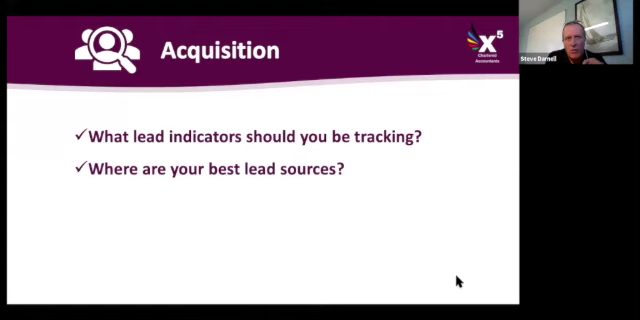 Acquisition
x5
Chartered
Accountants
Steve Darnell
✓What lead indicators should you be tracking?
✓Where are your best lead sources?